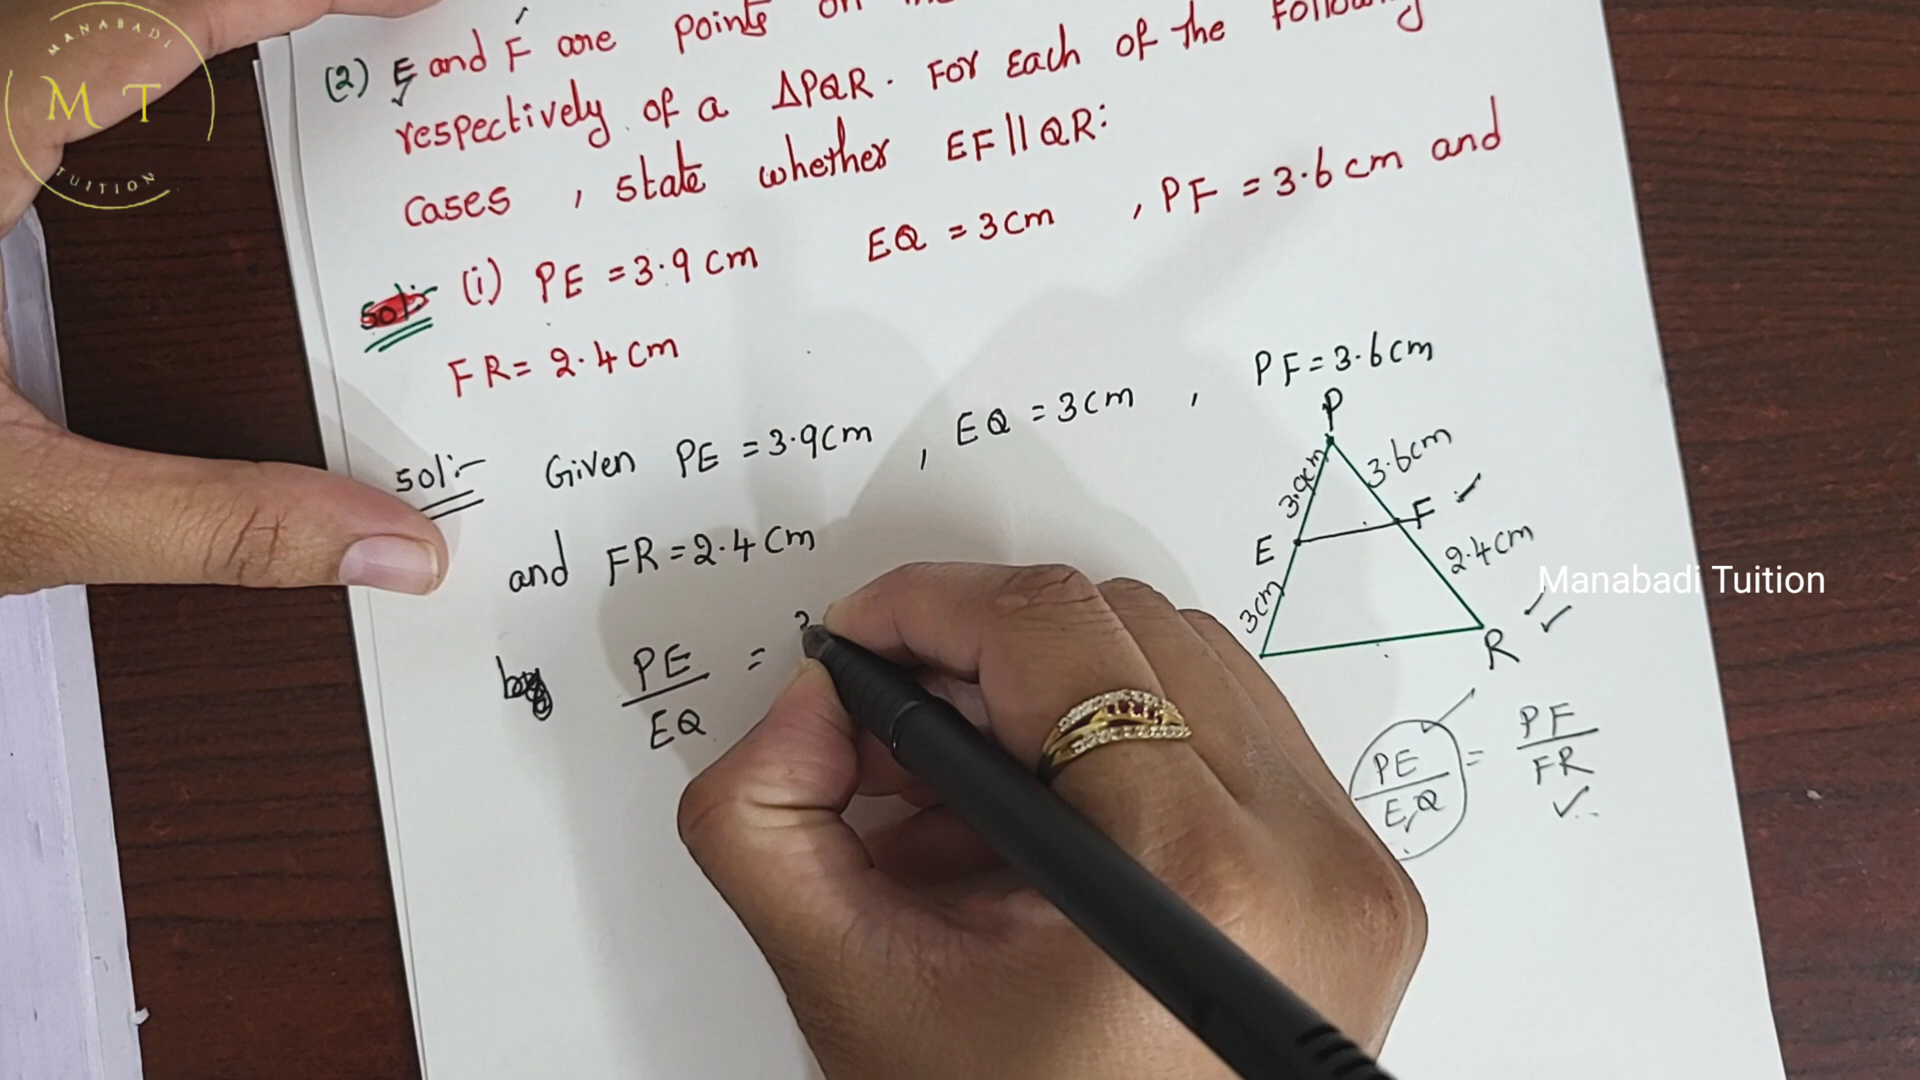 MANABADI
M T
TUITION
(2) E and F are points on
respectively of a ΔPQR. For Each of the Following
cases, state whether EF||QR:
sol:- (i) PE = 3.9 cm EQ = 3cm , PF = 3.6 cm and
FR = 2.4 cm
sol:- Given PE = 3.9cm , EQ = 3cm , PF = 3.6cm
and FR = 2.4 cm
by PE/EQ =
P
3.9cm
3.6cm
E
F
3cm
2.4cm
R
PE/EQ = PF/FR
Manabadi Tuition